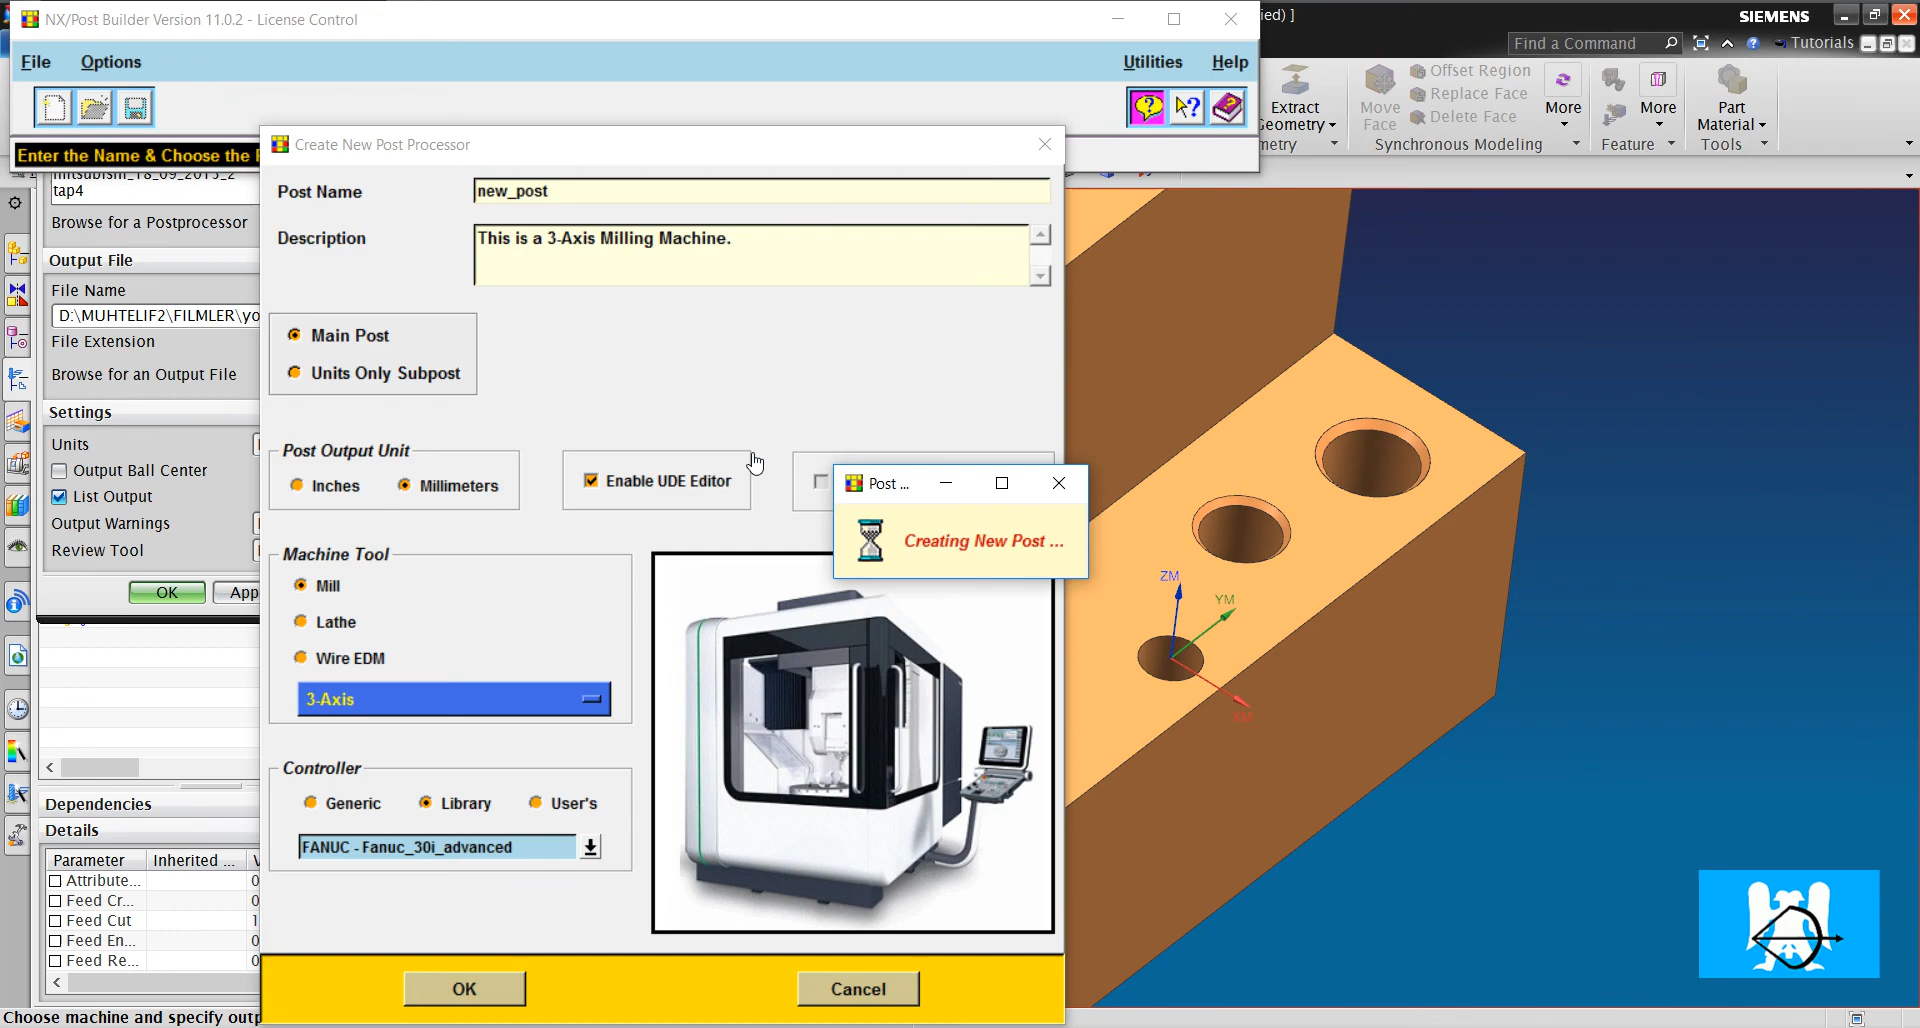 NX/Post Builder Version 11.0.2 - License Control
ied) ]
SIEMENS
File Options
Utilities Help
Find a Command
Tutorials
Offset Region
Replace Face
Delete Face
Move
Face
Extract
Geometry
More
More
Part
Material
Synchronous Modeling
Feature
Tools
Enter the Name & Choose the
Create New Post Processor
tap4
Browse for a Postprocessor
Output File
File Name
D:\MUHTELIF2\FILMLER\yo
File Extension
Browse for an Output File
Settings
Units
Output Ball Center
List Output
Output Warnings
Review Tool
OK
App
Post Name
new_post
Description
This is a 3-Axis Milling Machine.
Main Post
Units Only Subpost
Post Output Unit
Inches
Millimeters
Enable UDE Editor
Post ...
Creating New Post ...
Machine Tool
Mill
Lathe
Wire EDM
3-Axis
Controller
Generic
Library
User's
FANUC - Fanuc_30i_advanced
OK
Cancel
Dependencies
Details
Parameter Inherited ... V
Attribute... 0
Feed Cr... 0
Feed Cut 1
Feed En... 0
Feed Re... 0
Choose machine and specify outp
ZM
YM
XM